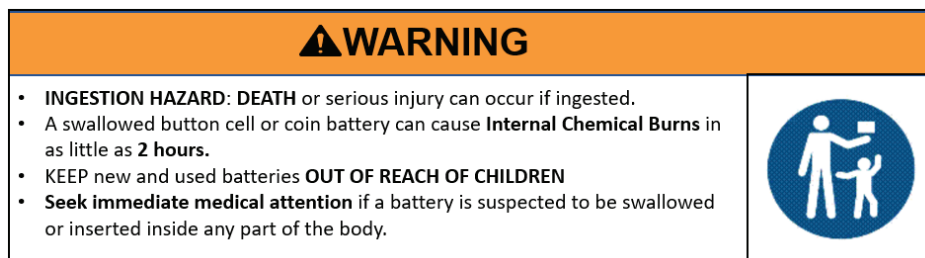 ⚠WARNING
• INGESTION HAZARD: DEATH or serious injury can occur if ingested.
• A swallowed button cell or coin battery can cause Internal Chemical Burns in
as little as 2 hours.
• KEEP new and used batteries OUT OF REACH OF CHILDREN
• Seek immediate medical attention if a battery is suspected to be swallowed
or inserted inside any part of the body.